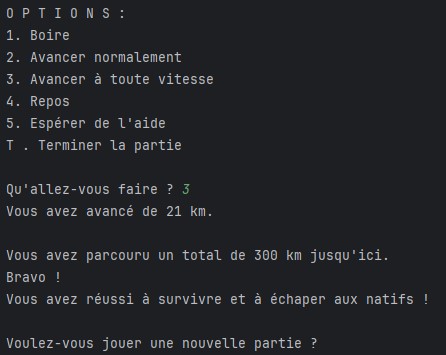 O P T I O N S :
1. Boire
2. Avancer normalement
3. Avancer à toute vitesse
4. Repos
5. Espérer de l'aide
T . Terminer la partie
Qu'allez-vous faire ? 3
Vous avez avancé de 21 km.
Vous avez parcouru un total de 300 km jusqu'ici.
Bravo !
Vous avez réussi à survivre et à échaper aux natifs !
Voulez-vous jouer une nouvelle partie ?